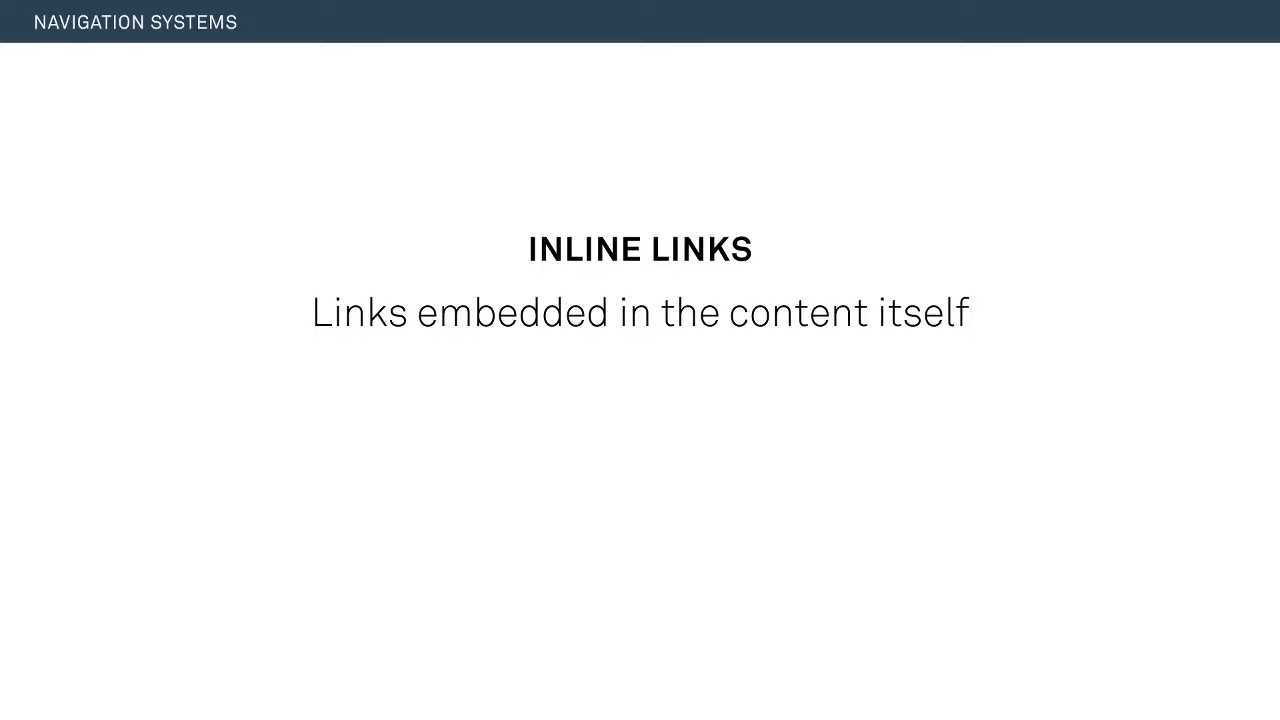 NAVIGATION SYSTEMS
INLINE LINKS
Links embedded in the content itself